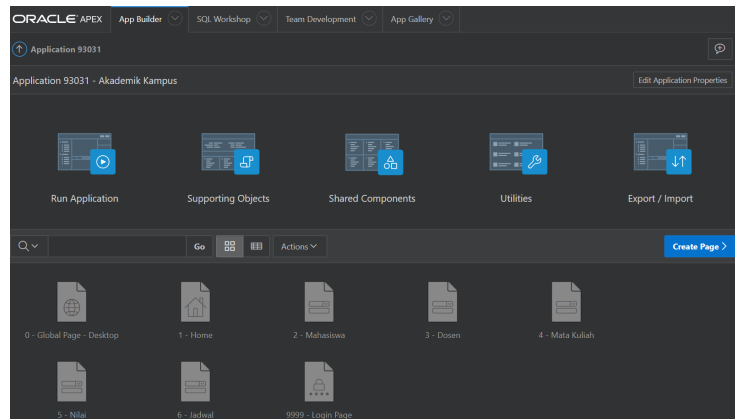 ORACLE APEX App Builder SQL Workshop Team Development App Gallery
Application 93031
Application 93031 - Akademik Kampus Edit Application Properties
Run Application Supporting Objects Shared Components Utilities Export / Import
Go Actions Create Page
0 - Global Page - Desktop 1 - Home 2 - Mahasiswa 3 - Dosen 4 - Mata Kuliah
5 - Nilai 6 - Jadwal 9999 - Login Page